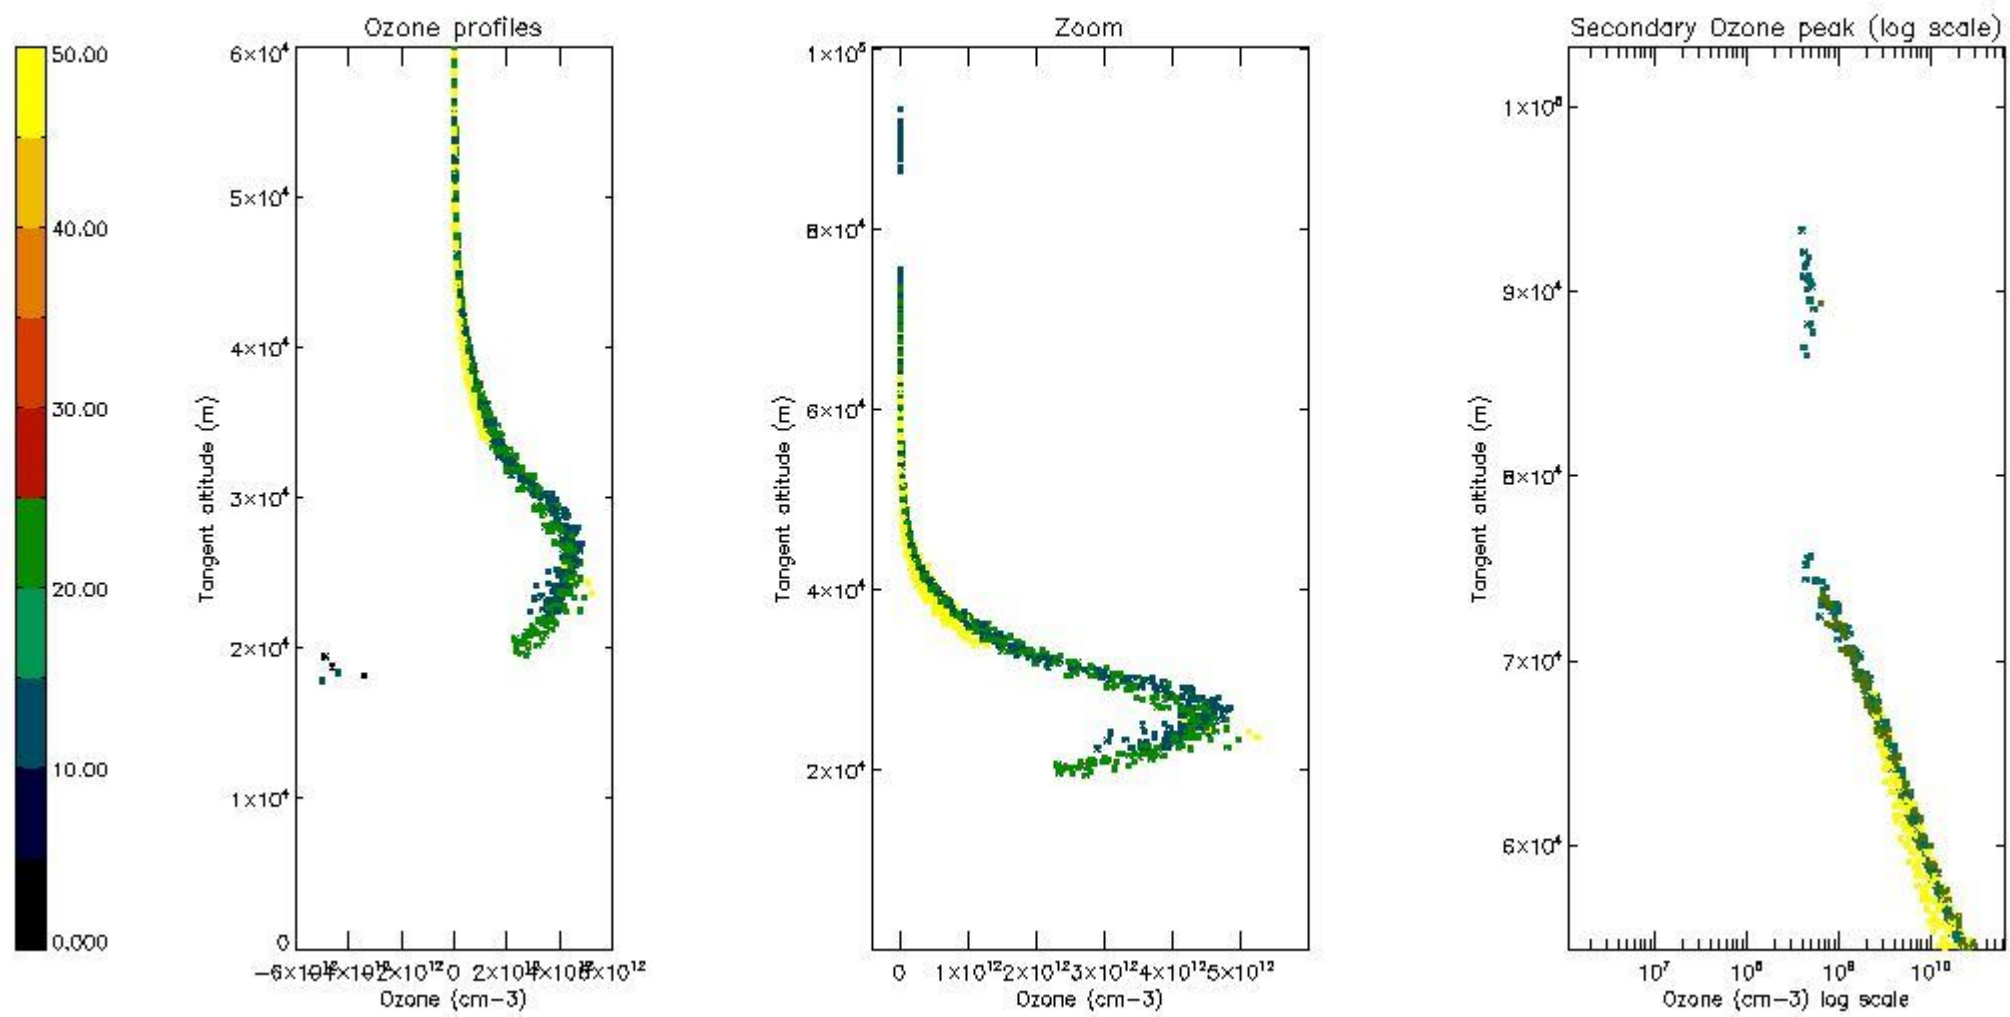 Ozone profiles
Zoom
Secondary Ozone peak (log scale)
50.00
40.00
30.00
20.00
10.00
0.000
6×10⁴
5×10⁴
4×10⁴
3×10⁴
2×10⁴
1×10⁴
0
Tangent altitude (m)
0
Ozone (cm−3)
1×10⁵
8×10⁴
6×10⁴
4×10⁴
2×10⁴
Tangent altitude (m)
0 1×10¹² 2×10¹² 3×10¹² 4×10¹² 5×10¹²
Ozone (cm−3)
9×10⁴
8×10⁴
7×10⁴
6×10⁴
Tangent altitude (m)
10⁷ 10⁸ 10⁹ 10¹⁰
Ozone (cm−3) log scale